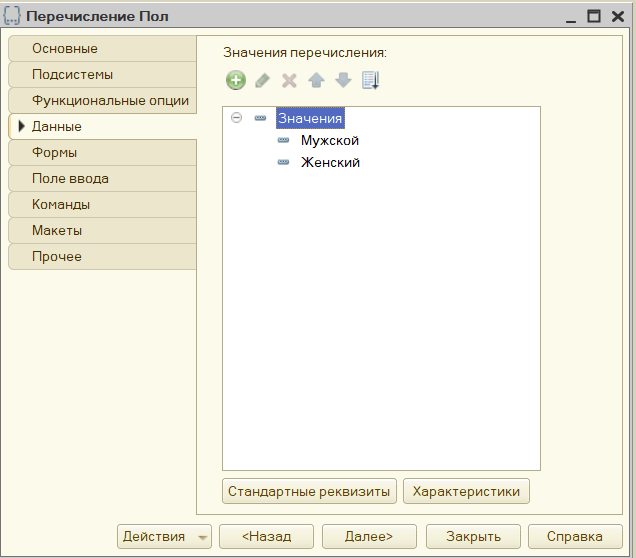 Перечисление Пол
Основные
Подсистемы
Функциональные опции
Данные
Формы
Поле ввода
Команды
Макеты
Прочее
Значения перечисления:
Значения
Мужской
Женский
Стандартные реквизиты
Характеристики
Действия
<Назад
Далее>
Закрыть
Справка